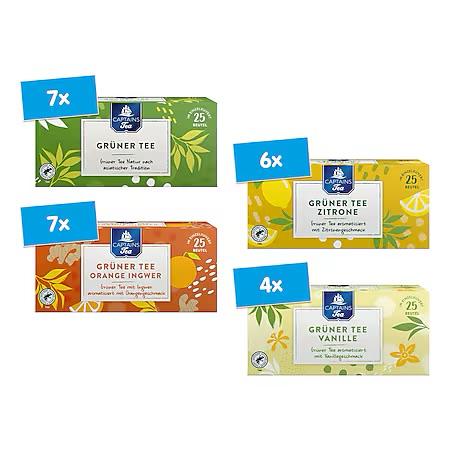 7x
CAPTAINS
Tea
25
BEUTEL
GRÜNER TEE
Grüner Tee Natur nach
asiatischer Tradition
6x
CAPTAINS
Tea
25
BEUTEL
GRÜNER TEE
ZITRONE
Grüner Tee aromatisiert
mit Zitronengeschmack
7x
CAPTAINS
Tea
25
BEUTEL
GRÜNER TEE
ORANGE INGWER
Grüner Tee mit Ingwer
aromatisiert mit Orangengeschmack
4x
CAPTAINS
Tea
25
BEUTEL
GRÜNER TEE
VANILLE
Grüner Tee aromatisiert
mit Vanillegeschmack